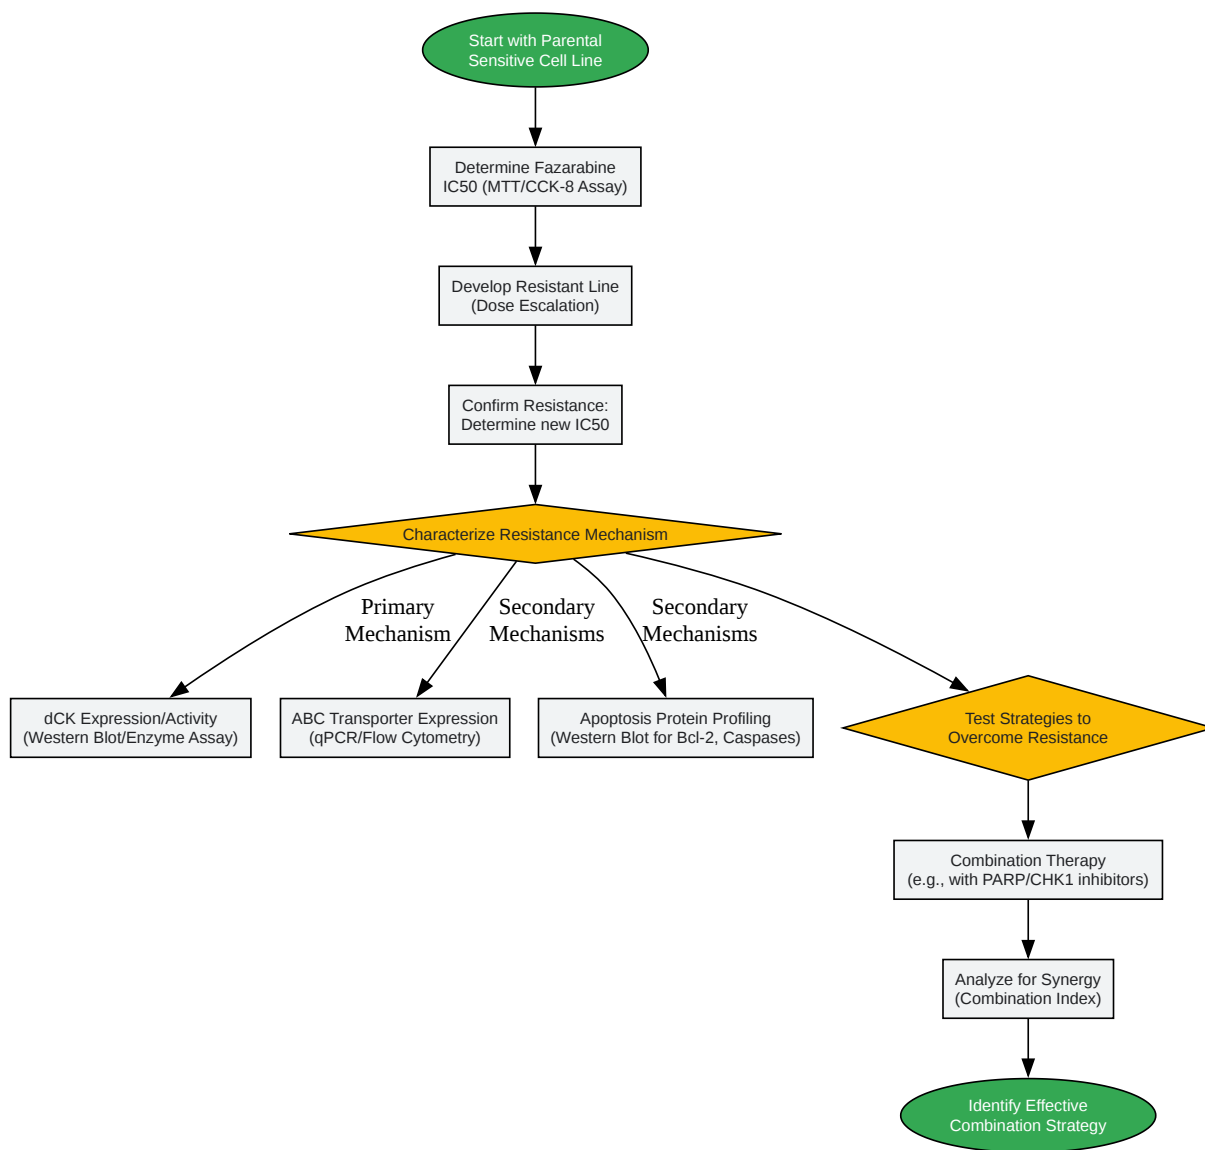 Start with Parental
Sensitive Cell Line
Determine Fazarabine
IC50 (MTT/CCK-8 Assay)
Develop Resistant Line
(Dose Escalation)
Confirm Resistance:
Determine new IC50
Characterize Resistance Mechanism
Primary
Mechanism
Secondary
Mechanisms
Secondary
Mechanisms
dCK Expression/Activity
(Western Blot/Enzyme Assay)
ABC Transporter Expression
(qPCR/Flow Cytometry)
Apoptosis Protein Profiling
(Western Blot for Bcl-2, Caspases)
Test Strategies to
Overcome Resistance
Combination Therapy
(e.g., with PARP/CHK1 inhibitors)
Analyze for Synergy
(Combination Index)
Identify Effective
Combination Strategy